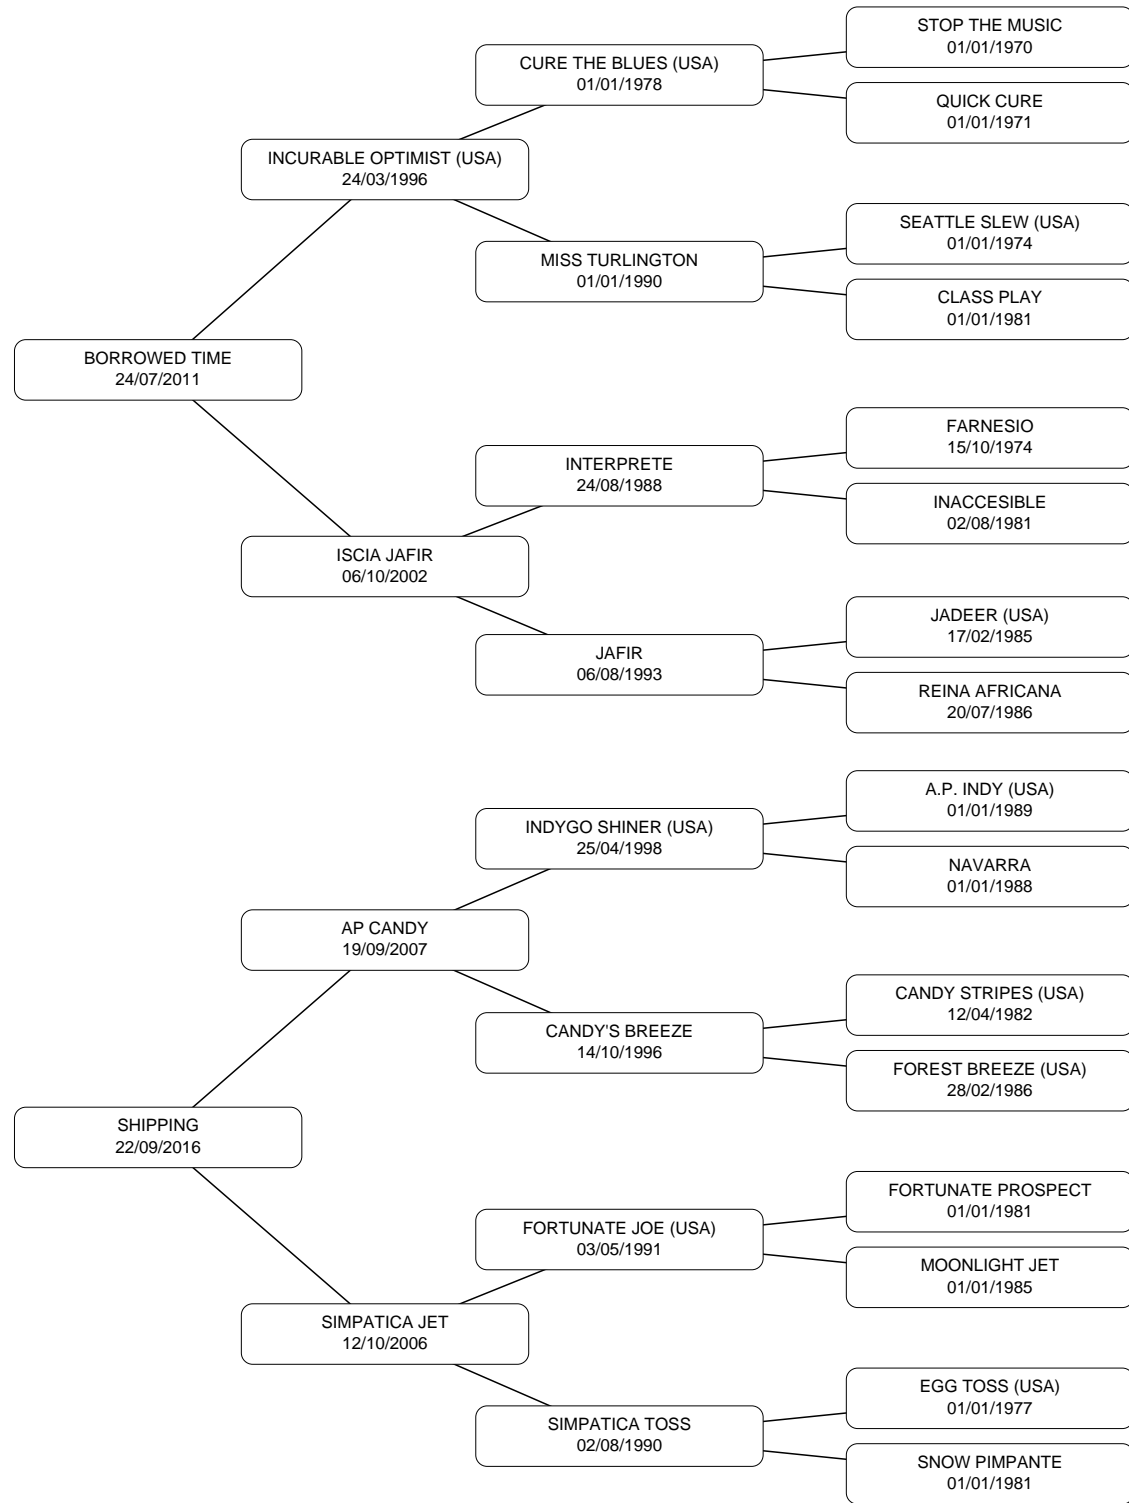 STOP THE MUSIC
01/01/1970
CURE THE BLUES (USA)
01/01/1978
QUICK CURE
01/01/1971
INCURABLE OPTIMIST (USA)
24/03/1996
SEATTLE SLEW (USA)
01/01/1974
MISS TURLINGTON
01/01/1990
CLASS PLAY
01/01/1981
BORROWED TIME
24/07/2011
FARNESIO
15/10/1974
INTERPRETE
24/08/1988
INACCESIBLE
02/08/1981
ISCIA JAFIR
06/10/2002
JADEER (USA)
17/02/1985
JAFIR
06/08/1993
REINA AFRICANA
20/07/1986
A.P. INDY (USA)
01/01/1989
INDYGO SHINER (USA)
25/04/1998
NAVARRA
01/01/1988
AP CANDY
19/09/2007
CANDY STRIPES (USA)
12/04/1982
CANDY'S BREEZE
14/10/1996
FOREST BREEZE (USA)
28/02/1986
SHIPPING
22/09/2016
FORTUNATE PROSPECT
01/01/1981
FORTUNATE JOE (USA)
03/05/1991
MOONLIGHT JET
01/01/1985
SIMPATICA JET
12/10/2006
EGG TOSS (USA)
01/01/1977
SIMPATICA TOSS
02/08/1990
SNOW PIMPANTE
01/01/1981